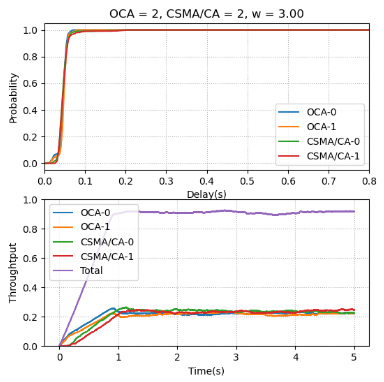 OCA = 2, CSMA/CA = 2, w = 3.00
1.0
0.8
0.6
0.4
0.2
0.0
Probability
OCA-0
OCA-1
CSMA/CA-0
CSMA/CA-1
0.0 0.1 0.2 0.3 0.4 0.5 0.6 0.7 0.8
Delay(s)
1.0
0.8
0.6
0.4
0.2
0.0
Throughtput
OCA-0
OCA-1
CSMA/CA-0
CSMA/CA-1
Total
0 1 2 3 4 5
Time(s)